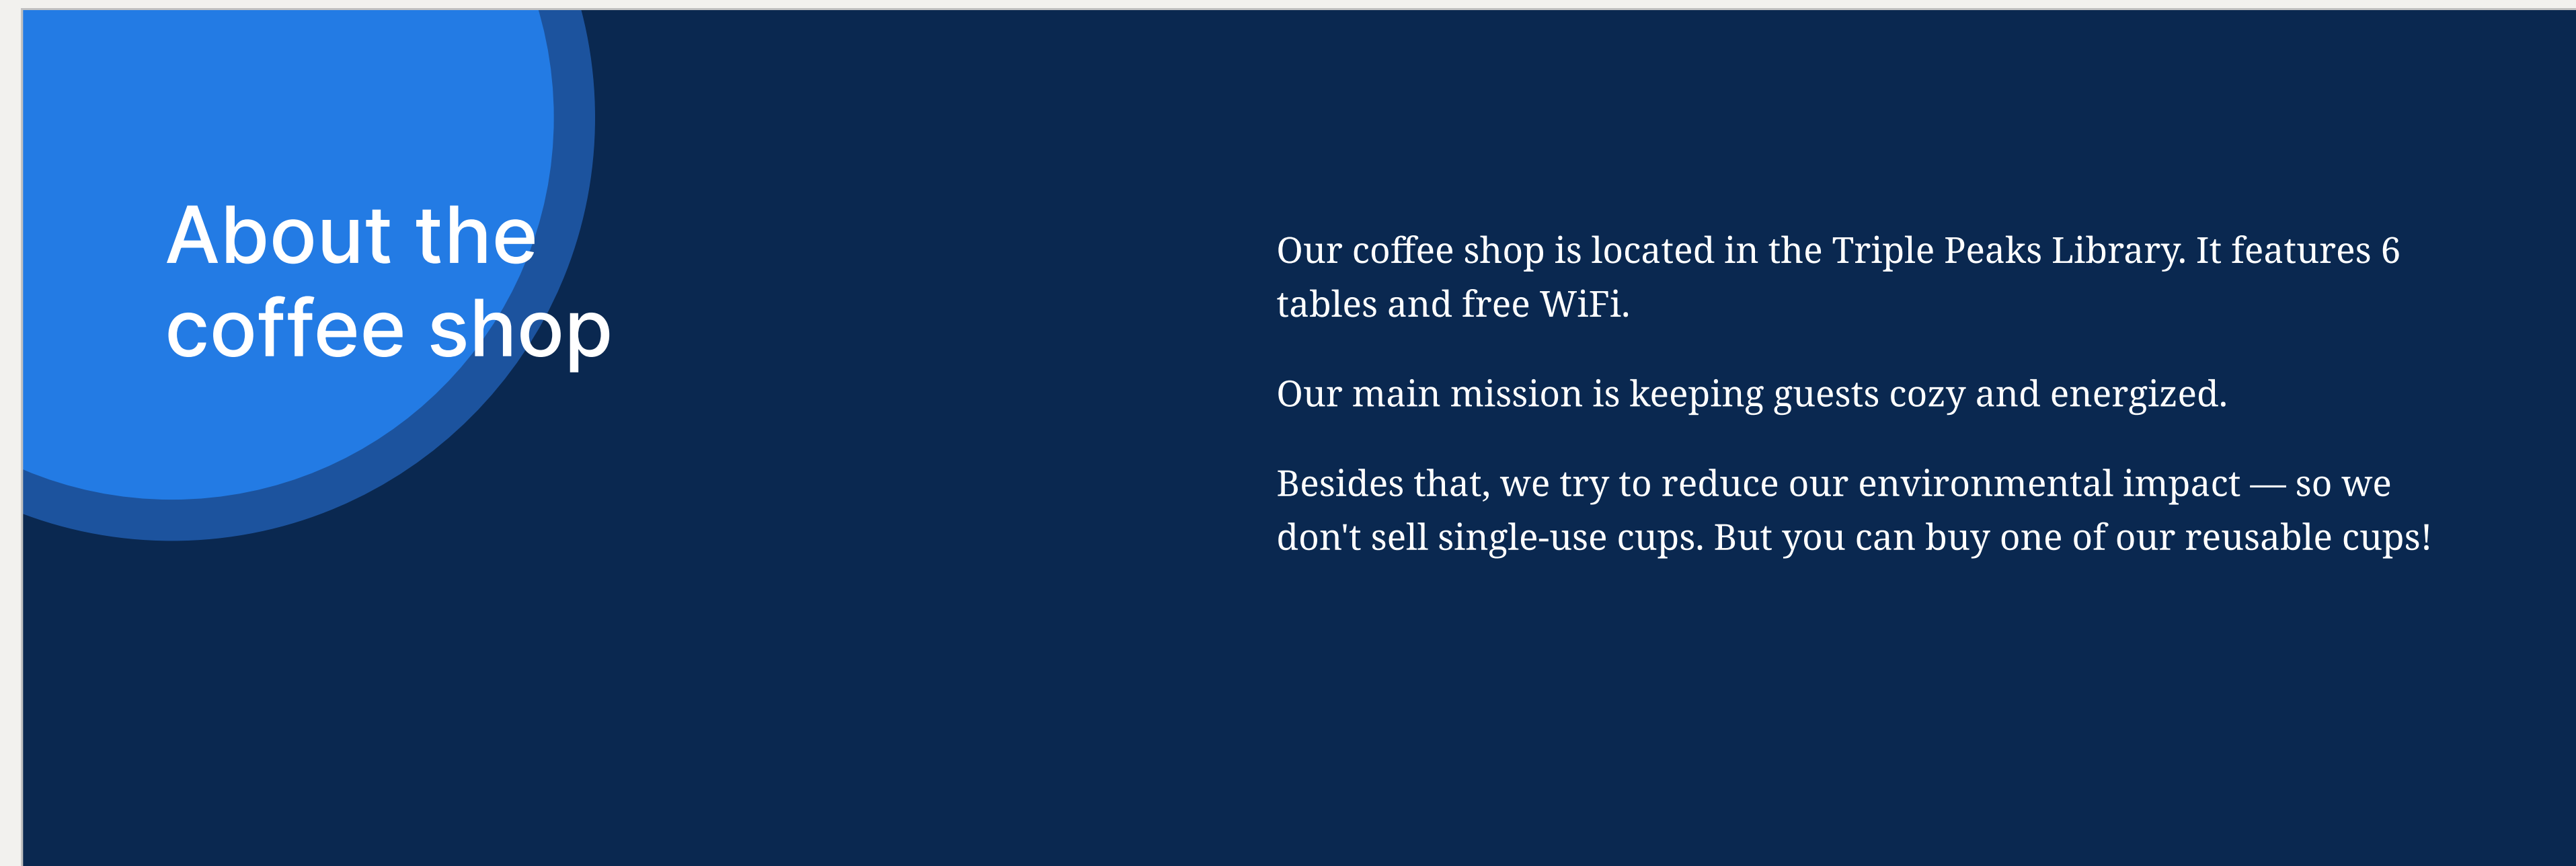 About the
coffee shop
Our coffee shop is located in the Triple Peaks Library. It features 6
tables and free WiFi.
Our main mission is keeping guests cozy and energized.
Besides that, we try to reduce our environmental impact — so we
don't sell single-use cups. But you can buy one of our reusable cups!